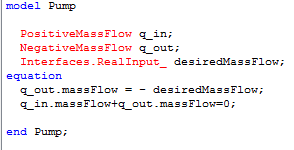 model Pump
PositiveMassFlow q_in;
NegativeMassFlow q_out;
Interfaces.RealInput_ desiredMassFlow;
equation
q_out.massFlow = - desiredMassFlow;
q_in.massFlow+q_out.massFlow=0;
end Pump;